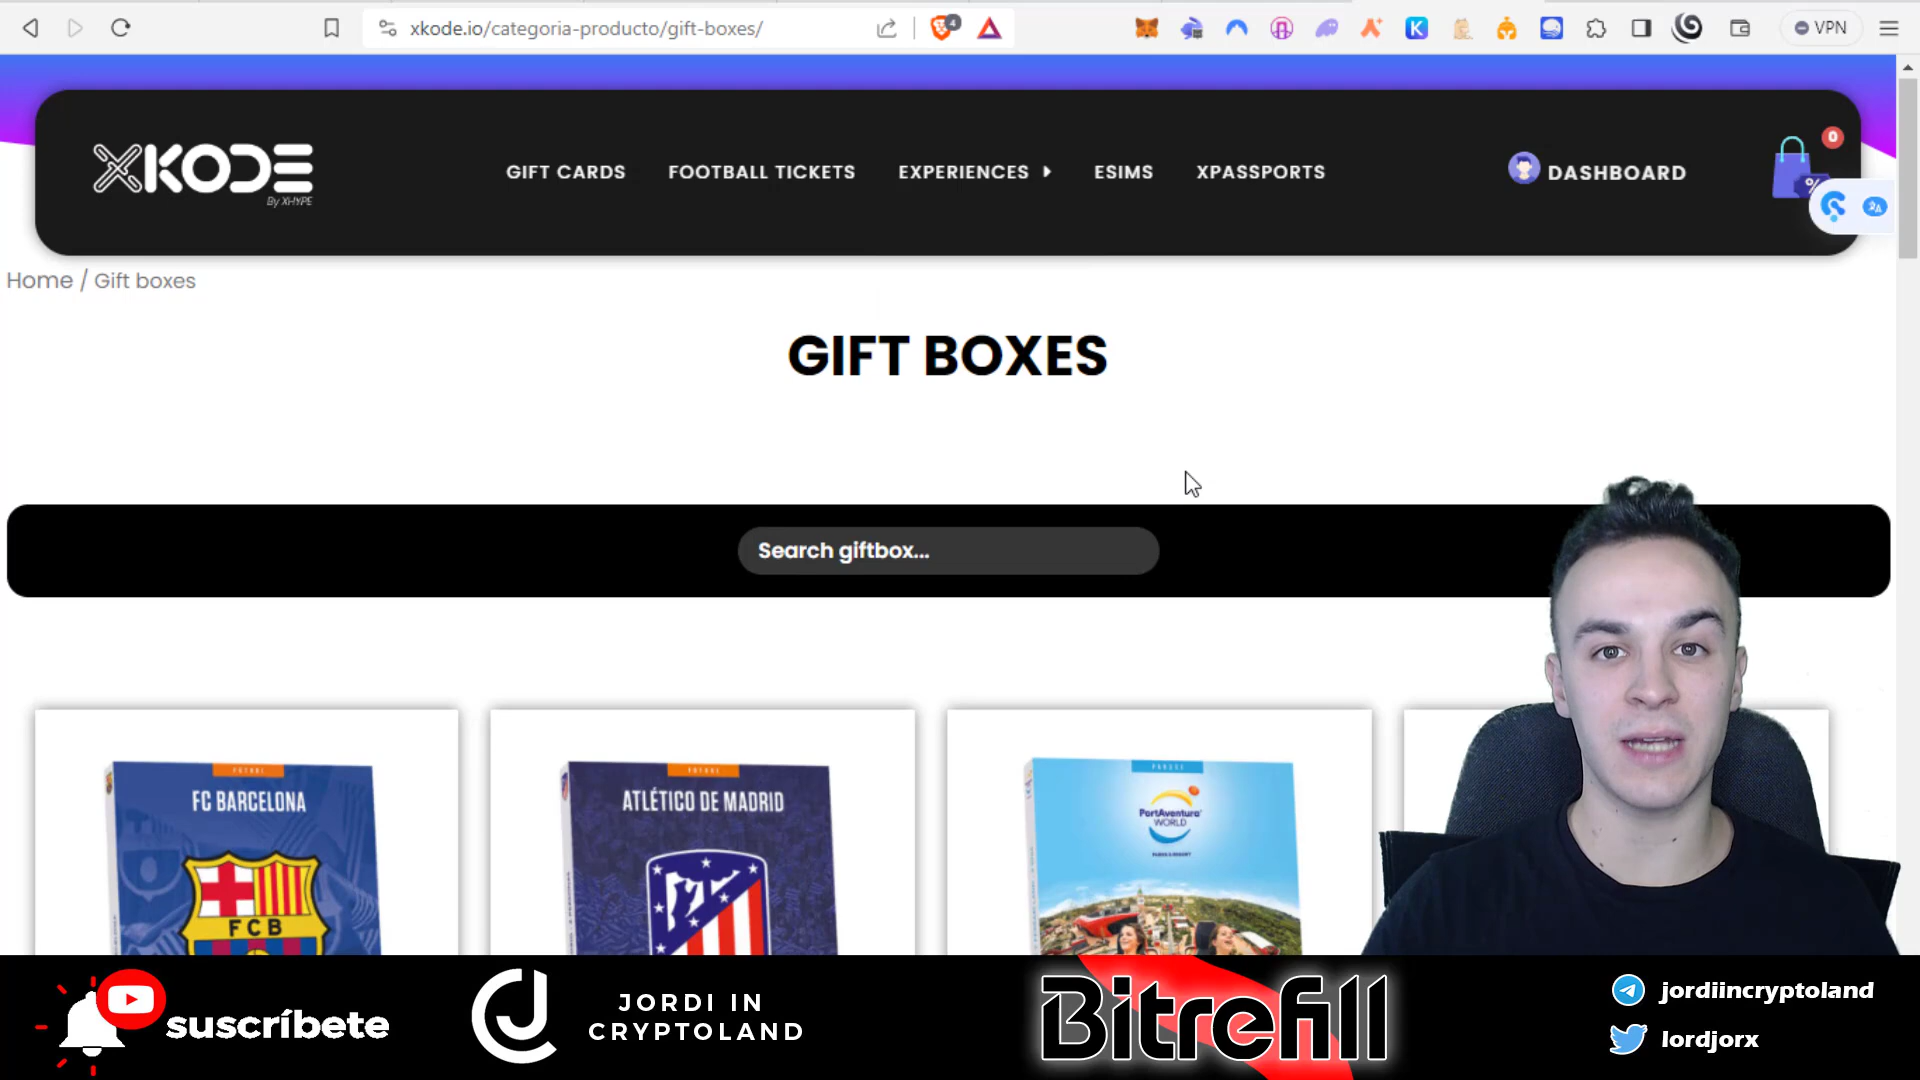 xkode.io/categoria-producto/gift-boxes/
4
VPN
XKODE
By XHYPE
GIFT CARDS
FOOTBALL TICKETS
EXPERIENCES
ESIMS
XPASSPORTS
DASHBOARD
0
%
Home / Gift boxes
GIFT BOXES
Search giftbox...
FC BARCELONA
FCB
ATLÉTICO DE MADRID
PortAventura
WORLD
suscríbete
JORDI IN
CRYPTOLAND
Bitrefill
jordiincryptoland
lordjorx